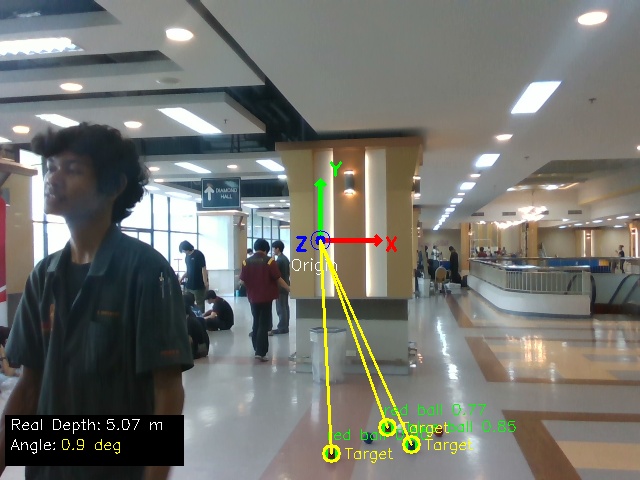 DIAMOND
HALL
Y
Z
X
Origin
red ball 0.77
ball 0.85
ed ball
Target
Target
Target
Real Depth: 5.07 m
Angle: 0.9 deg